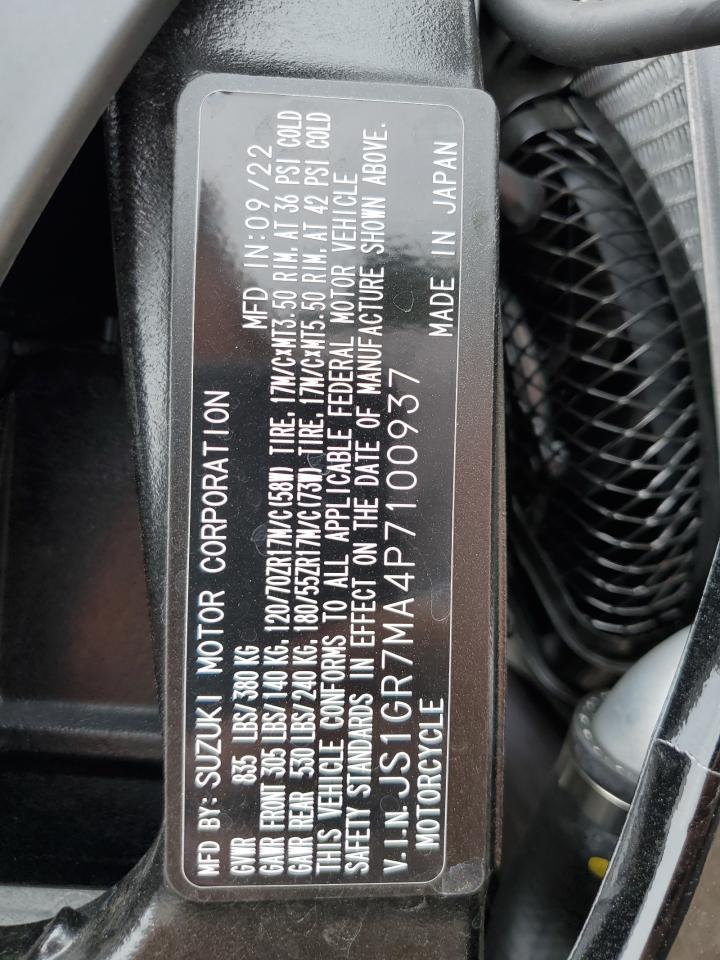 MFD BY: SUZUKI MOTOR CORPORATION MFD IN:09/22
GVWR 835 LBS/380 KG
GAWR FRONT 305 LBS/140 KG, 120/70ZR17M/C(58W) TIRE, 17M/CxMT3.50 RIM, AT 36 PSI COLD
GAWR REAR 530 LBS/240 KG, 180/55ZR17M/C(73W) TIRE, 17M/CxMT5.50 RIM, AT 42 PSI COLD
THIS VEHICLE CONFORMS TO ALL APPLICABLE FEDERAL MOTOR VEHICLE
SAFETY STANDARDS IN EFFECT ON THE DATE OF MANUFACTURE SHOWN ABOVE.
V.I.N. JS1GR7MA4P7100937
MOTORCYCLE MADE IN JAPAN